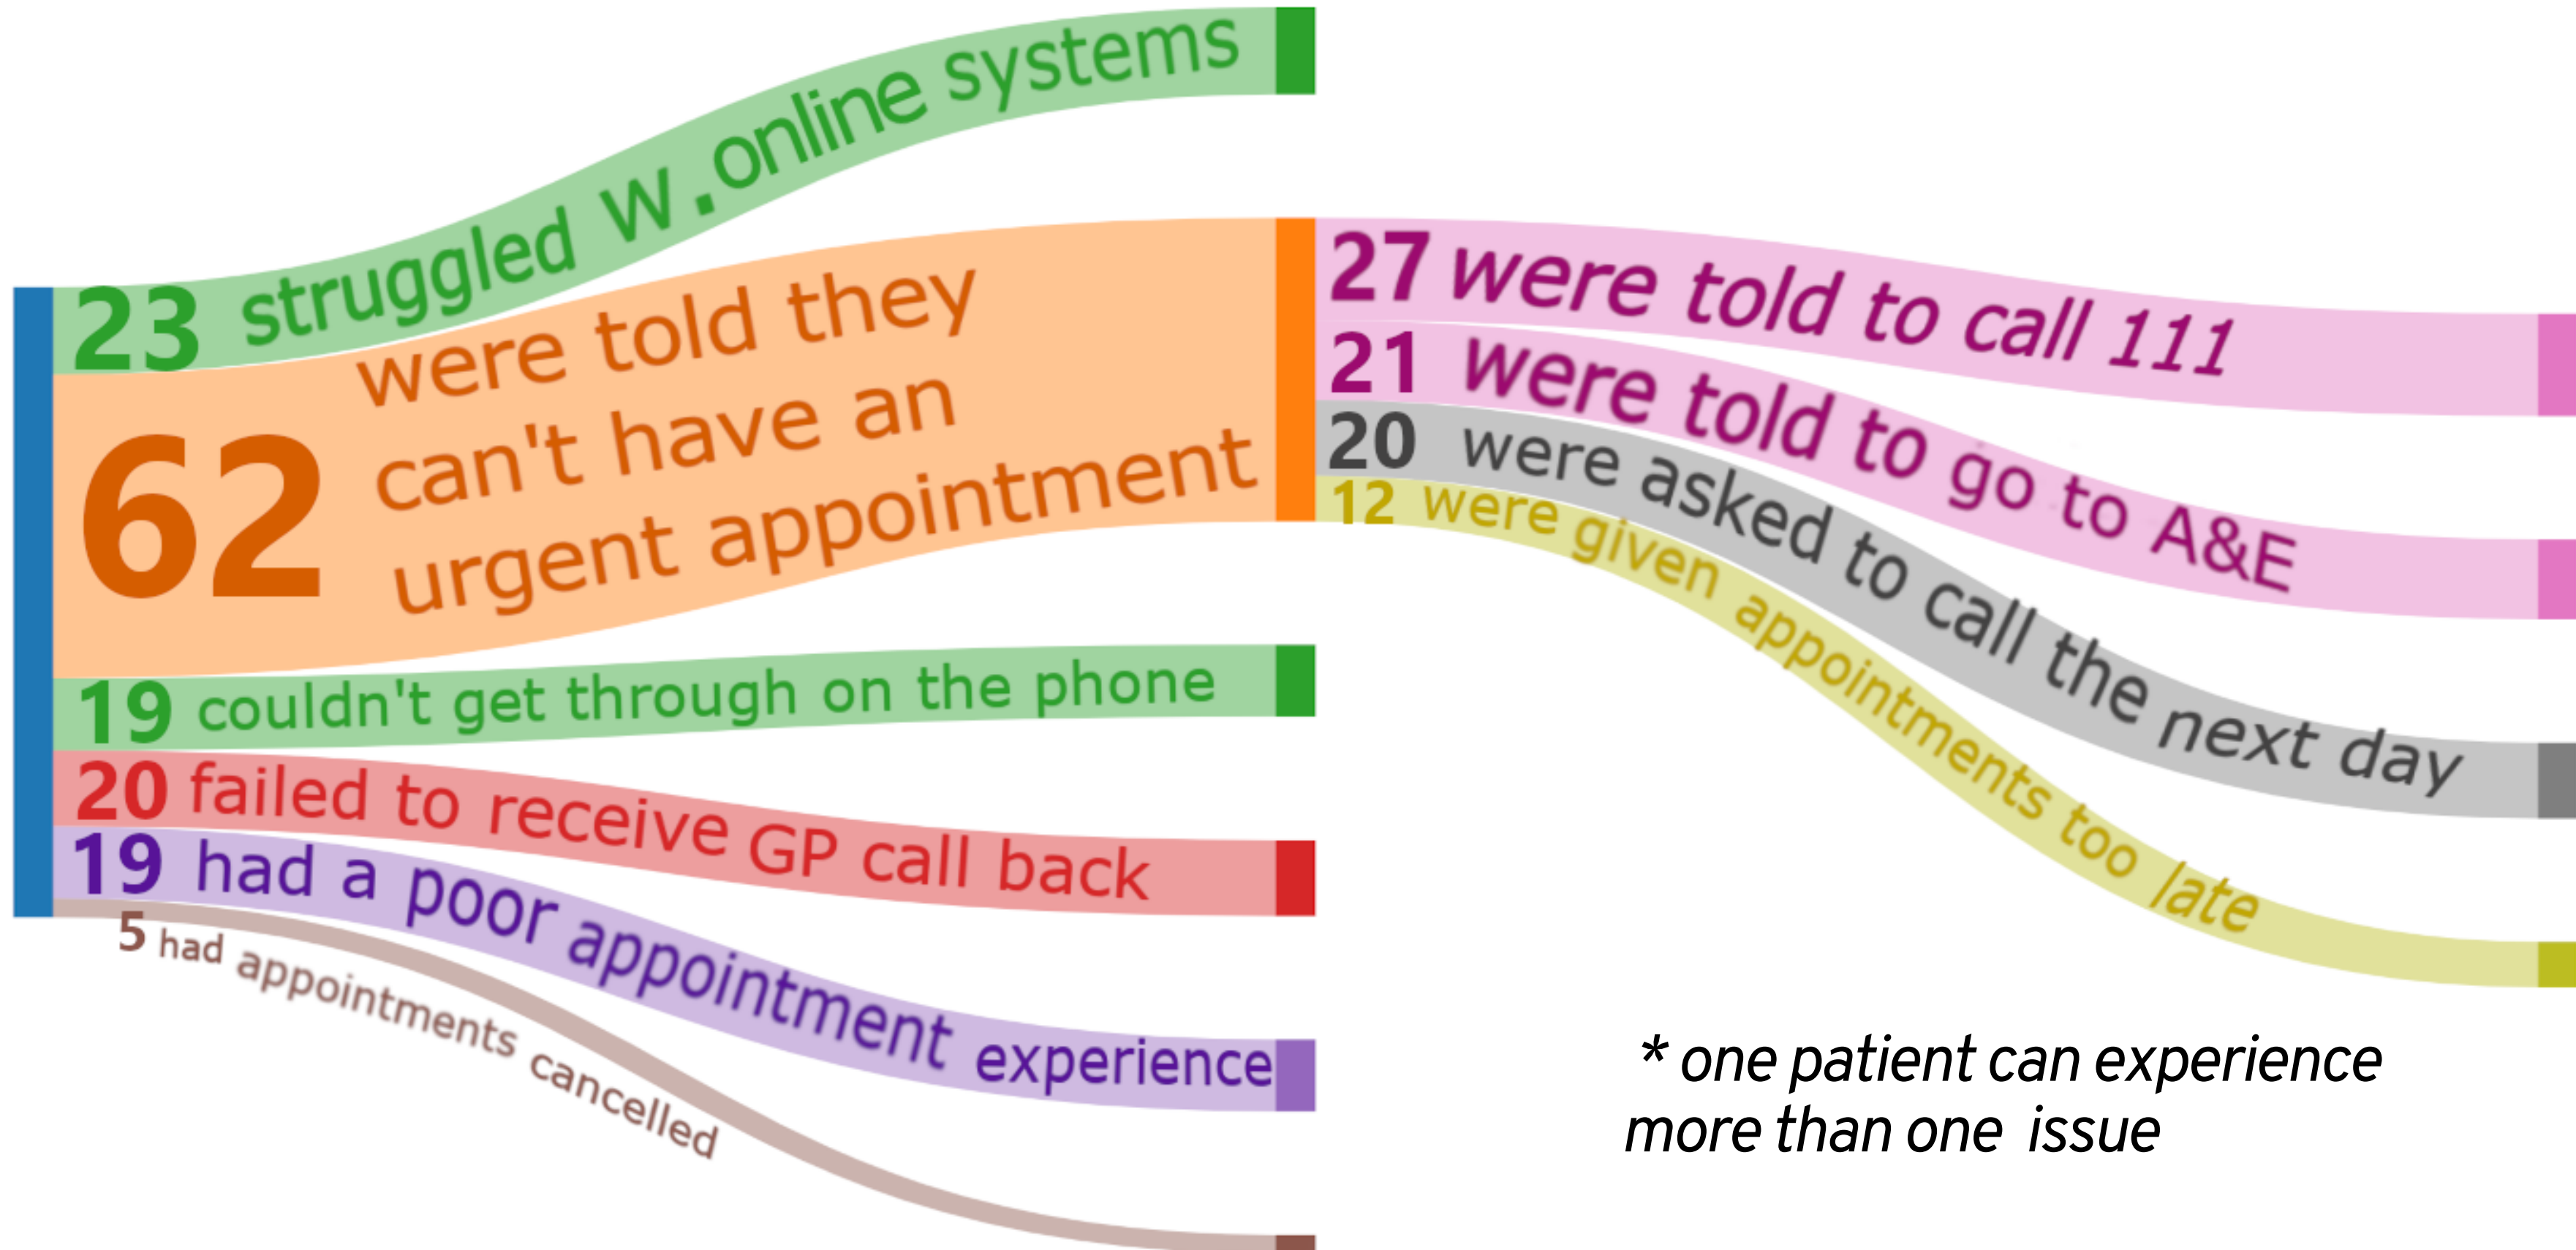 23 struggled w. online systems
62 were told they
can't have an
urgent appointment
19 couldn't get through on the phone
20 failed to receive GP call back
19 had a poor appointment experience
5 had appointments cancelled
27 were told to call 111
21 were told to go to A&E
20 were asked to call the next day
12 were given appointments too late
* one patient can experience
more than one issue